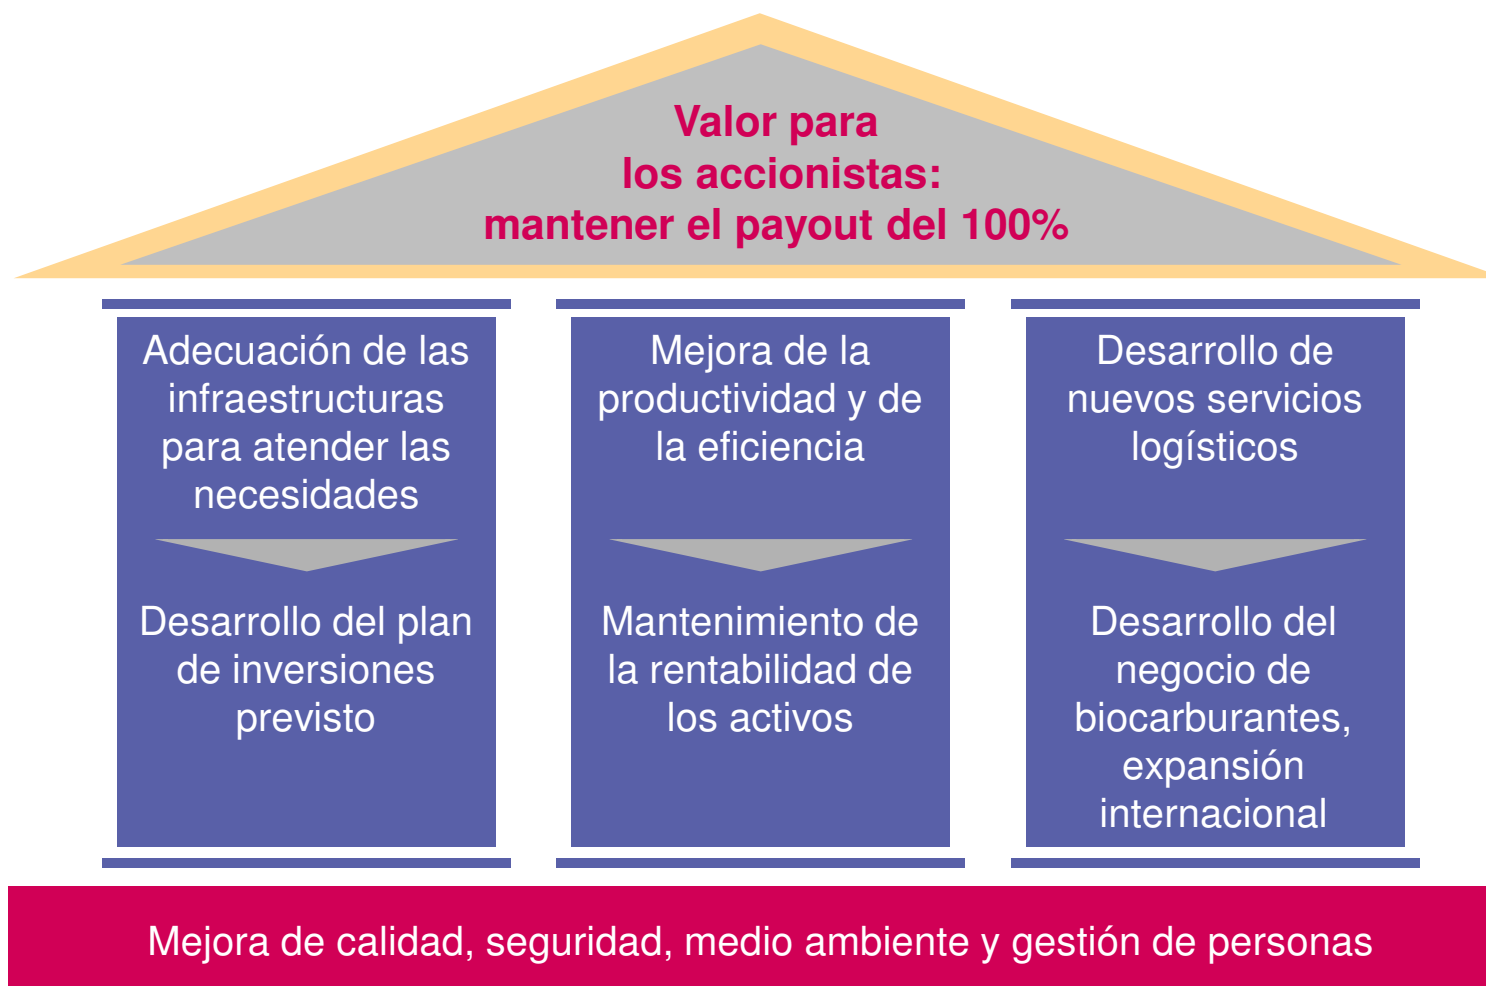 Valor para
los accionistas:
mantener el payout del 100%
Adecuación de las
infraestructuras
para atender las
necesidades
Desarrollo del plan
de inversiones
previsto
Mejora de la
productividad y de
la eficiencia
Mantenimiento de
la rentabilidad de
los activos
Desarrollo de
nuevos servicios
logísticos
Desarrollo del
negocio de
biocarburantes,
expansión
internacional
Mejora de calidad, seguridad, medio ambiente y gestión de personas